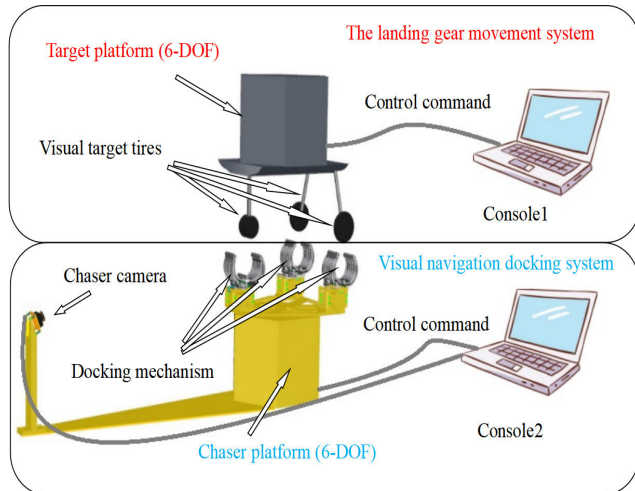 The landing gear movement system
Target platform (6-DOF)
Control command
Visual target tires
Console1
Visual navigation docking system
Chaser camera
Control command
Docking mechanism
Console2
Chaser platform (6-DOF)